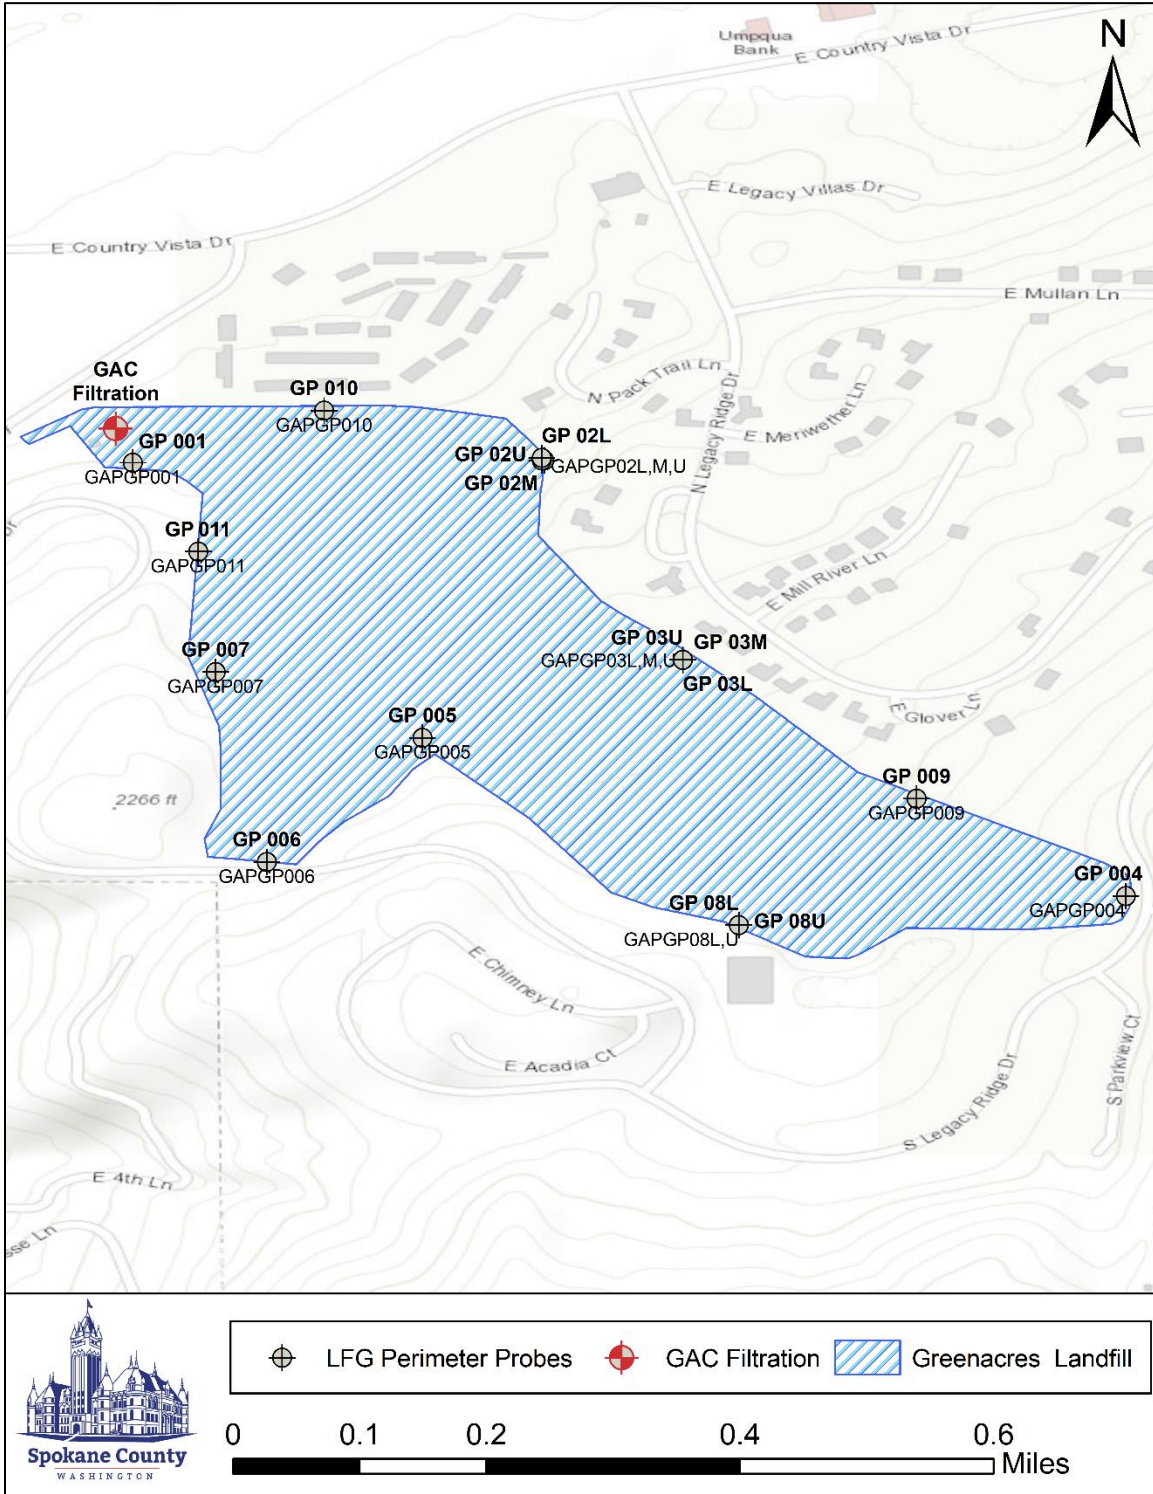 Umpqua
Bank
E Country Vista Dr
N
E Legacy Villas Dr
E Country Vista Dr
E Mullan Ln
GAC
Filtration
GP 010
GAPGP010
N Pack Trail Ln
N Legacy Ridge Dr
E Meriwether Ln
GP 001
GAPGP001
GP 02L
GP 02U
GAPGP02L,M,U
GP 02M
GP 011
GAPGP011
E Mill River Ln
GP 03U
GP 03M
GAPGP03L,M,U
GP 03L
GP 007
GAPGP007
E Glover Ln
GP 005
GAPGP005
2266 ft
GP 009
GAPGP009
GP 006
GAPGP006
GP 004
GAPGP004
GP 08L
GP 08U
GAPGP08L,U
E Chimney Ln
E Acadia Ct
S Legacy Ridge Dr
S Parkview Ct
E 4th Ln
sse Ln
LFG Perimeter Probes
GAC Filtration
Greenacres Landfill
Spokane County
WASHINGTON
0 0.1 0.2 0.4 0.6
Miles